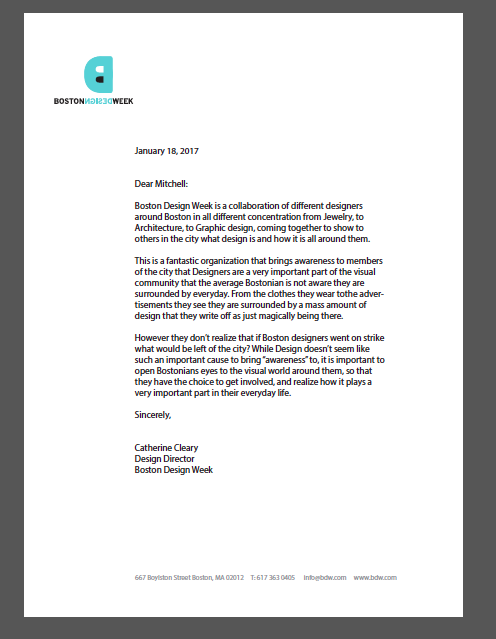 BOSTONDESIGNWEEK
January 18, 2017
Dear Mitchell:
Boston Design Week is a collaboration of different designers
around Boston in all different concentration from Jewelry, to
Architecture, to Graphic design, coming together to show to
others in the city what design is and how it is all around them.
This is a fantastic organization that brings awareness to members
of the city that Designers are a very important part of the visual
community that the average Bostonian is not aware they are
surrounded by everyday. From the clothes they wear tothe adver-
tisements they see they are surrounded by a mass amount of
design that they write off as just magically being there.
However they don't realize that if Boston designers went on strike
what would be left of the city? While Design doesn't seem like
such an important cause to bring "awareness" to, it is important to
open Bostonians eyes to the visual world around them, so that
they have the choice to get involved, and realize how it plays a
very important part in their everyday life.
Sincerely,
Catherine Cleary
Design Director
Boston Design Week
667 Boylston Street Boston, MA 02012 T: 617 363 0405 info@bdw.com www.bdw.com